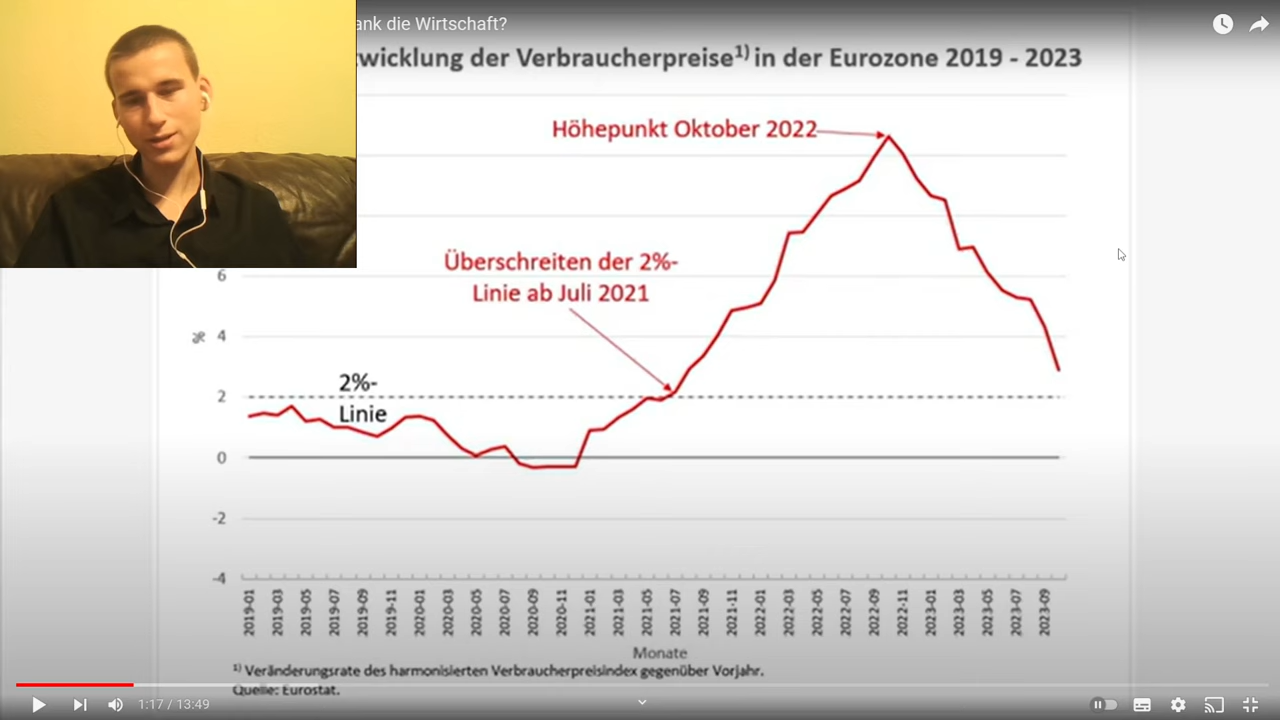 ank die Wirtschaft?
twicklung der Verbraucherpreise¹⁾ in der Eurozone 2019 - 2023
Höhepunkt Oktober 2022
Überschreiten der 2%-
Linie ab Juli 2021
2%-
Linie
%
6
4
2
0
-2
-4
2019-01 2019-03 2019-05 2019-07 2019-09 2019-11 2020-01 2020-03 2020-05 2020-07 2020-09 2020-11 2021-01 2021-03 2021-05 2021-07 2021-09 2021-11 2022-01 2022-03 2022-05 2022-07 2022-09 2022-11 2023-01 2023-03 2023-05 2023-07 2023-09
Monate
¹⁾ Veränderungsrate des harmonisierten Verbraucherpreisindex gegenüber Vorjahr.
Quelle: Eurostat.
1:17 / 13:49